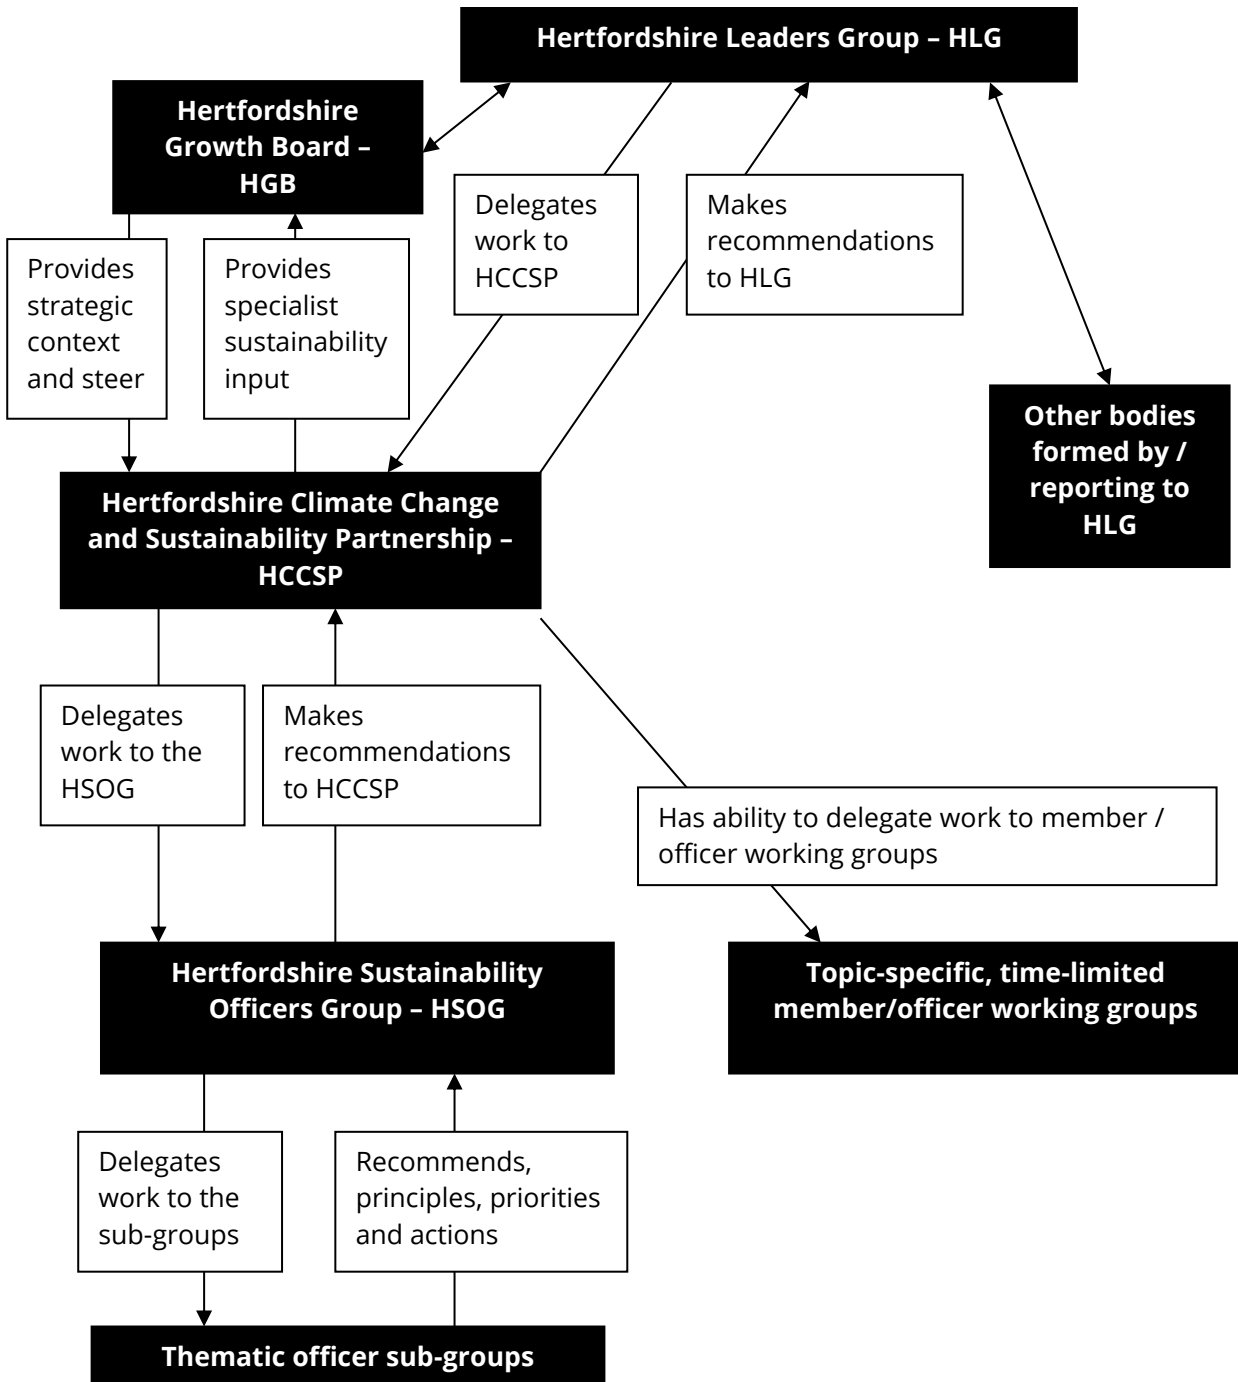 Hertfordshire Leaders Group – HLG
Hertfordshire
Growth Board –
HGB
Delegates
work to
HCCSP
Makes
recommendations
to HLG
Provides
strategic
context
and steer
Provides
specialist
sustainability
input
Other bodies
formed by /
reporting to
HLG
Hertfordshire Climate Change
and Sustainability Partnership –
HCCSP
Delegates
work to the
HSOG
Makes
recommendations
to HCCSP
Has ability to delegate work to member /
officer working groups
Hertfordshire Sustainability
Officers Group – HSOG
Topic-specific, time-limited
member/officer working groups
Delegates
work to the
sub-groups
Recommends,
principles, priorities
and actions
Thematic officer sub-groups